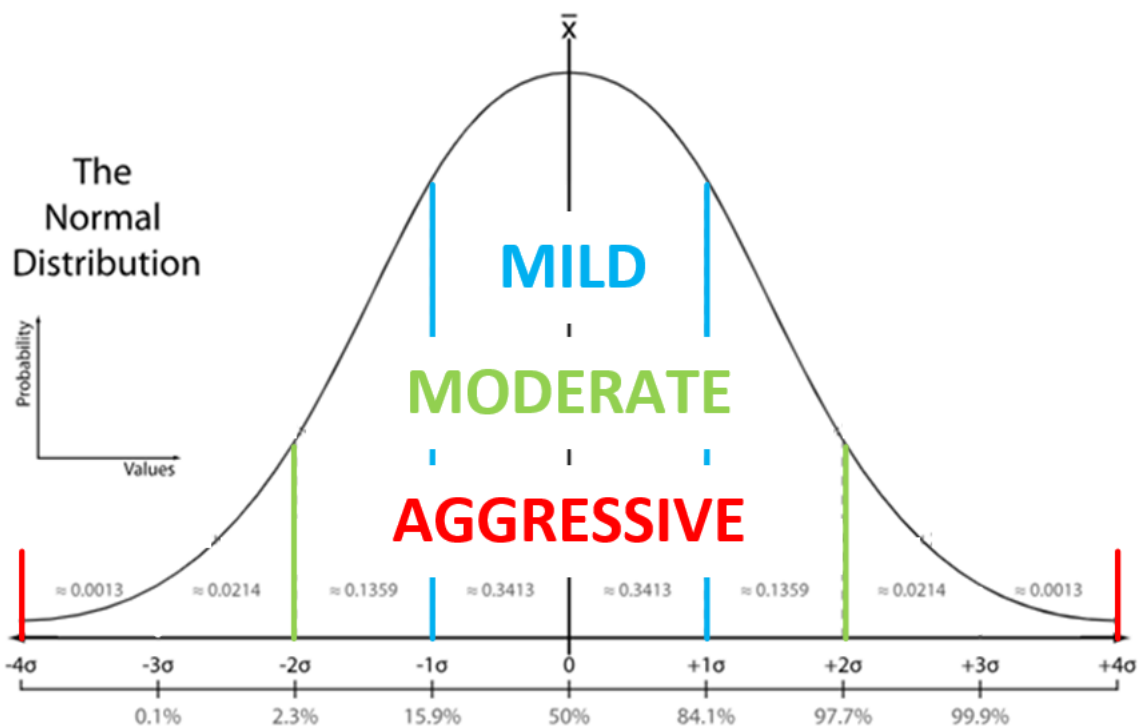 x̄
The
Normal
Distribution
Probability
Values
MILD
MODERATE
AGGRESSIVE
≈ 0.0013 ≈ 0.0214 ≈ 0.1359 ≈ 0.3413 ≈ 0.3413 ≈ 0.1359 ≈ 0.0214 ≈ 0.0013
-4σ -3σ -2σ -1σ 0 +1σ +2σ +3σ +4σ
0.1% 2.3% 15.9% 50% 84.1% 97.7% 99.9%